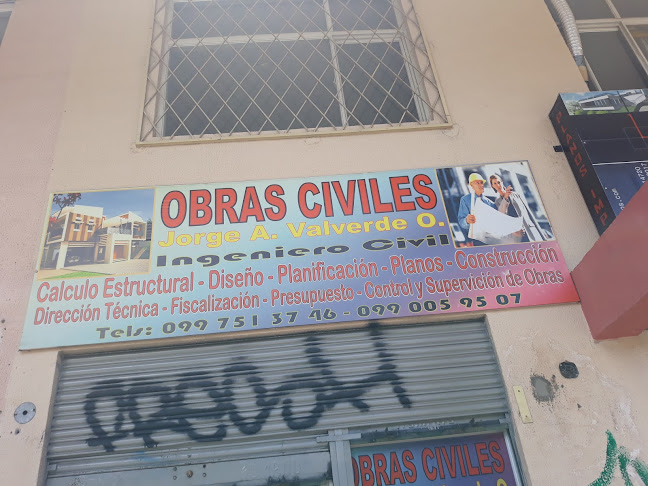 OBRAS CIVILES
Jorge A. Valverde O.
Ingeniero Civil
Calculo Estructural - Diseño - Planificación - Planos - Construcción
Dirección Técnica - Fiscalización - Presupuesto - Control y Supervición de Obras
Tels: 099 751 37 46 - 099 005 95 07
OBRAS CIVILES